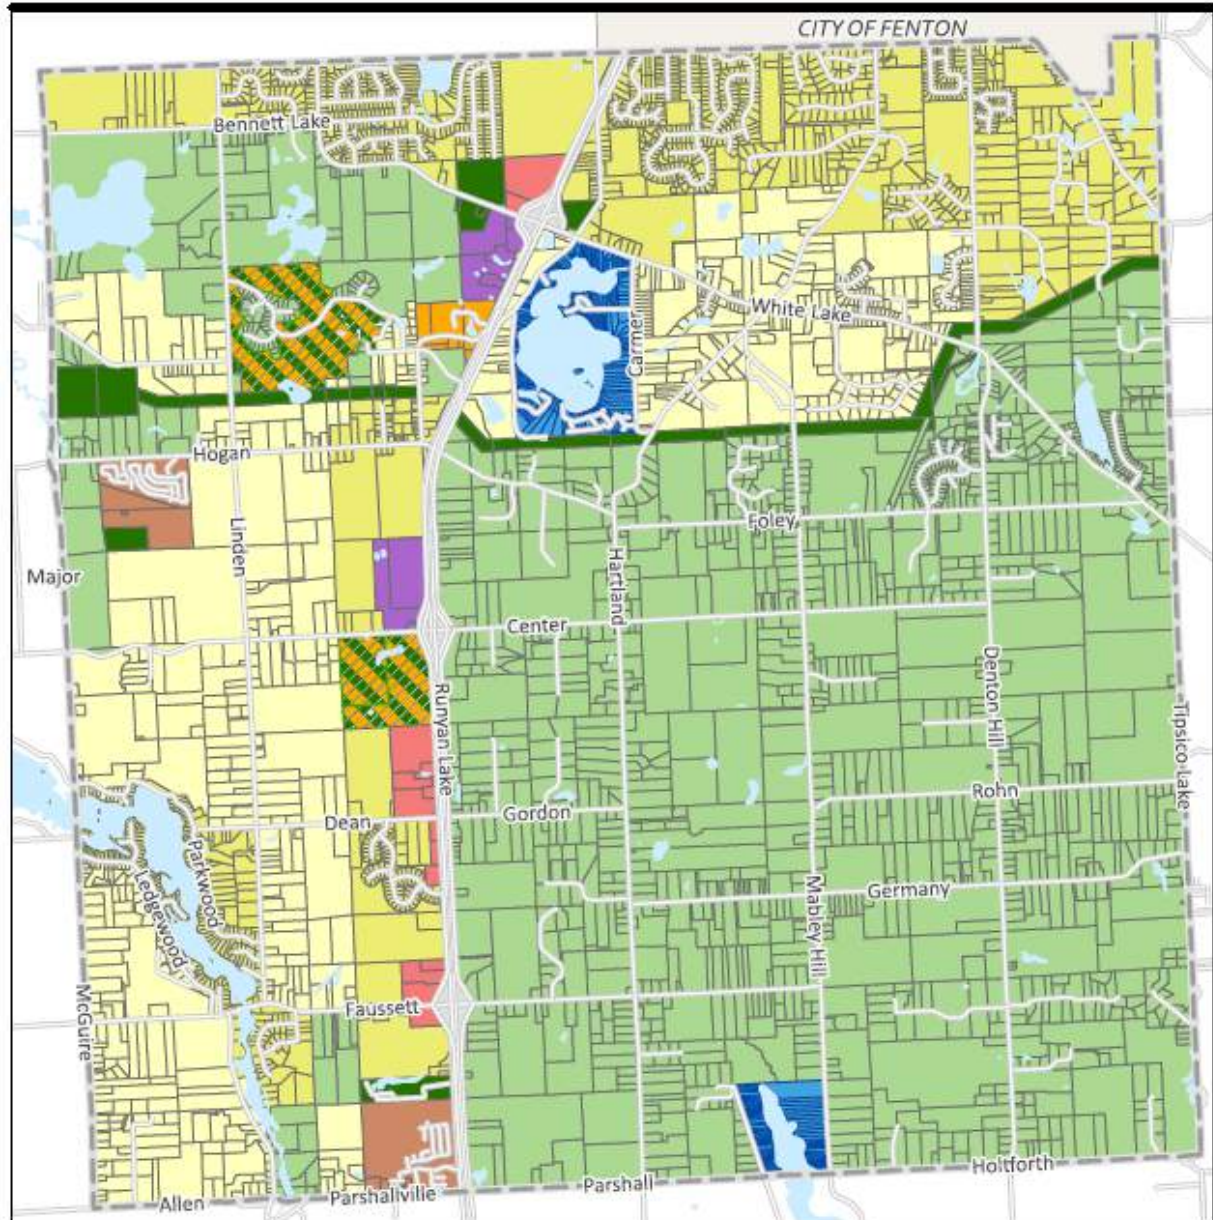 CITY OF FENTON
Bennett Lake
White Lake
Carmer
Hogan
Linden
Foley
Hartland
Major
Center
Denton Hill
Runyan Lake
Tipsico Lake
Rohn
Gordon
Dean
Parkwood
Ledgewood
Germany
Mabley Hill
McGuire
Faussett
Holtforth
Parshall
Parshallville
Allen